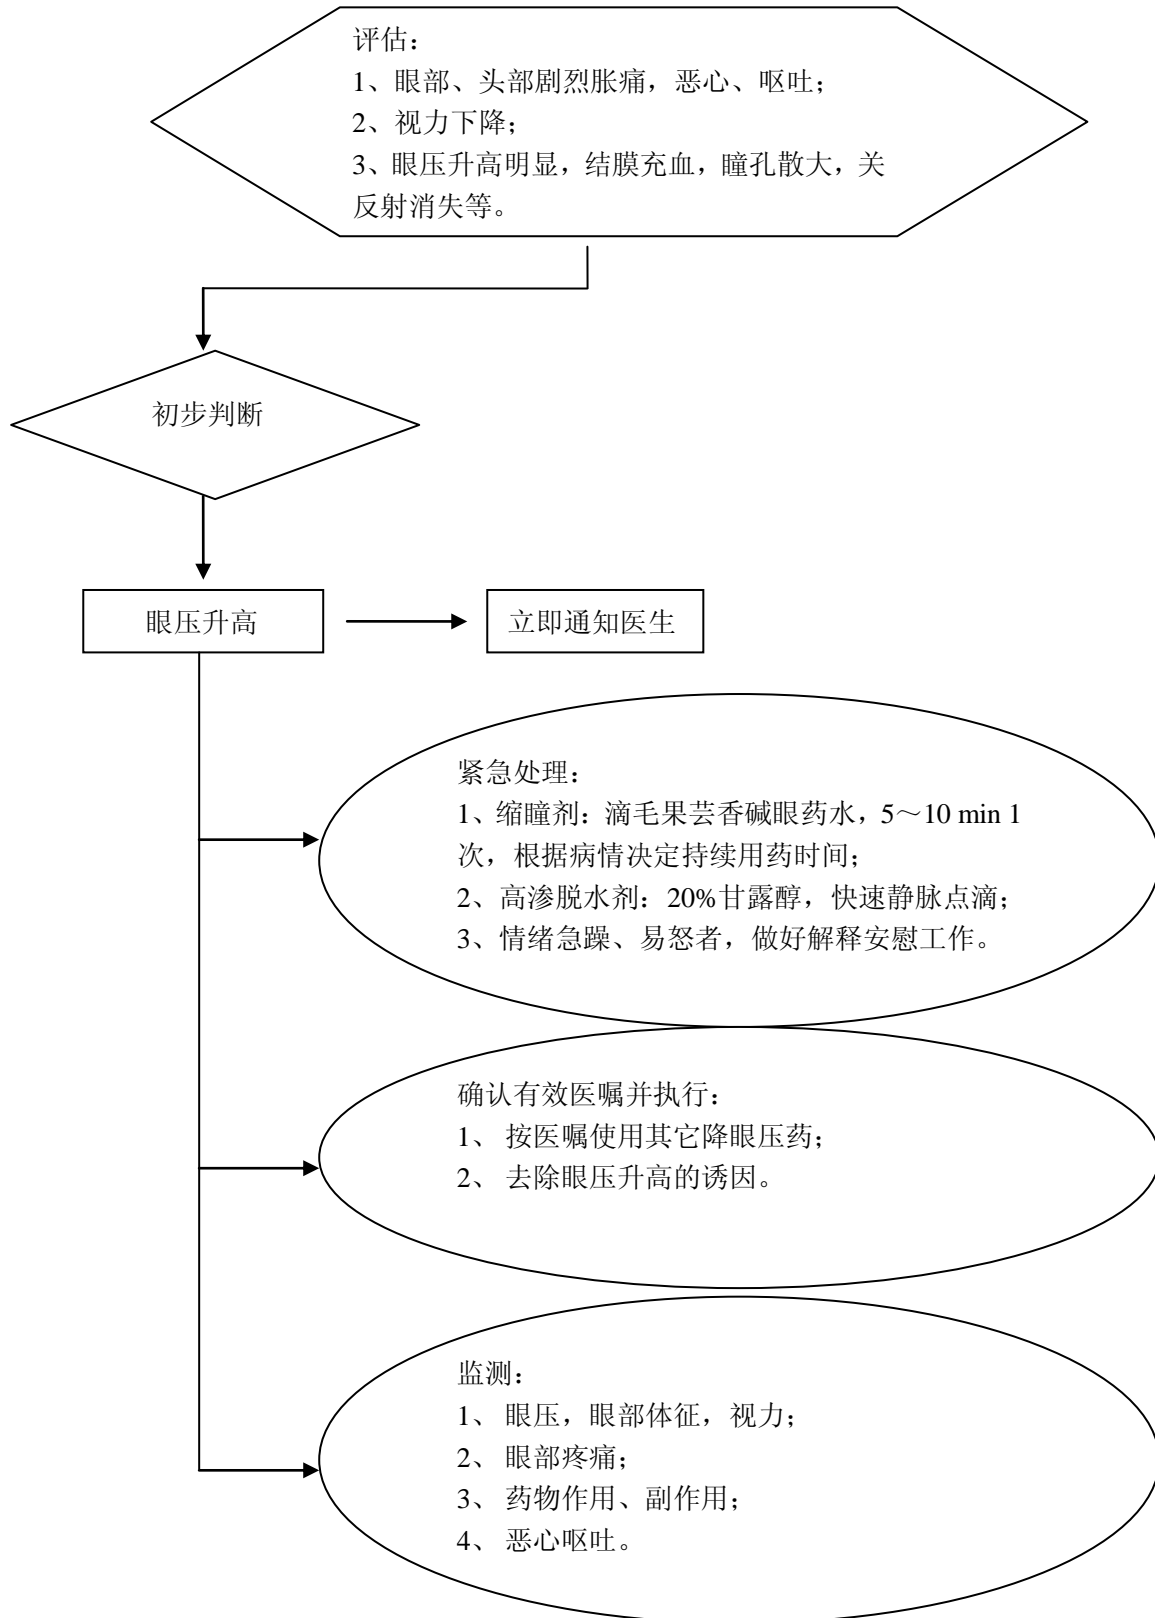 评估：
1、眼部、头部剧烈胀痛，恶心、呕吐；
2、视力下降；
3、眼压升高明显，结膜充血，瞳孔散大，关
反射消失等。
初步判断
眼压升高
立即通知医生
紧急处理：
1、缩瞳剂：滴毛果芸香碱眼药水，5～10 min 1
次，根据病情决定持续用药时间；
2、高渗脱水剂：20%甘露醇，快速静脉点滴；
3、情绪急躁、易怒者，做好解释安慰工作。
确认有效医嘱并执行：
1、 按医嘱使用其它降眼压药；
2、 去除眼压升高的诱因。
监测：
1、 眼压，眼部体征，视力；
2、 眼部疼痛；
3、 药物作用、副作用；
4、 恶心呕吐。